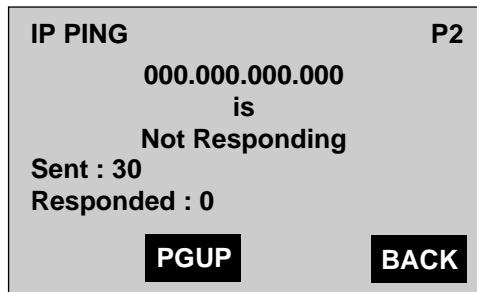 IP PING P2
000.000.000.000
is
Not Responding
Sent : 30
Responded : 0
PGUP BACK